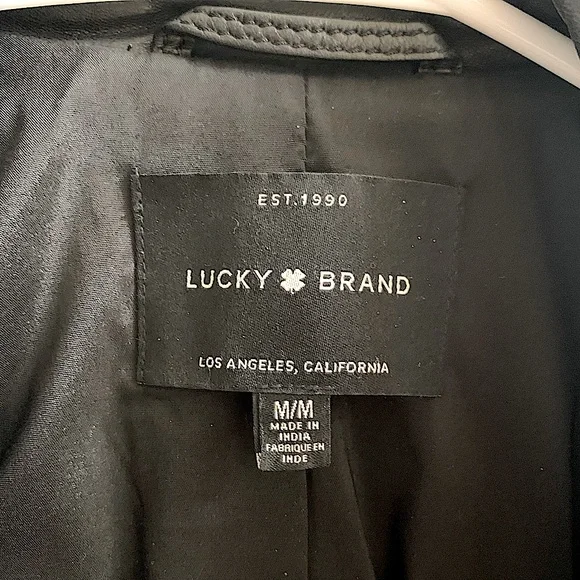 EST.1990
LUCKY BRAND
LOS ANGELES, CALIFORNIA
M/M
MADE IN
INDIA
FABRIQUE EN
INDE